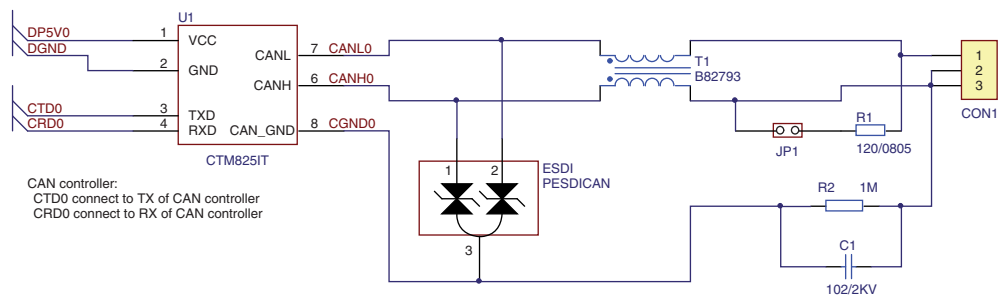 U1
DP5V0 1 VCC
DGND 2 GND
CANL 7 CANL0
CANH 6 CANH0
CTD0 3 TXD
CRD0 4 RXD
CAN_GND 8 CGND0
CTM825IT
T1
B82793
1
2
3
CON1
JP1
R1
120/0805
ESDI
PESDICAN
1 2
3
CAN controller:
CTD0 connect to TX of CAN controller
CRD0 connect to RX of CAN controller
R2 1M
C1
102/2KV